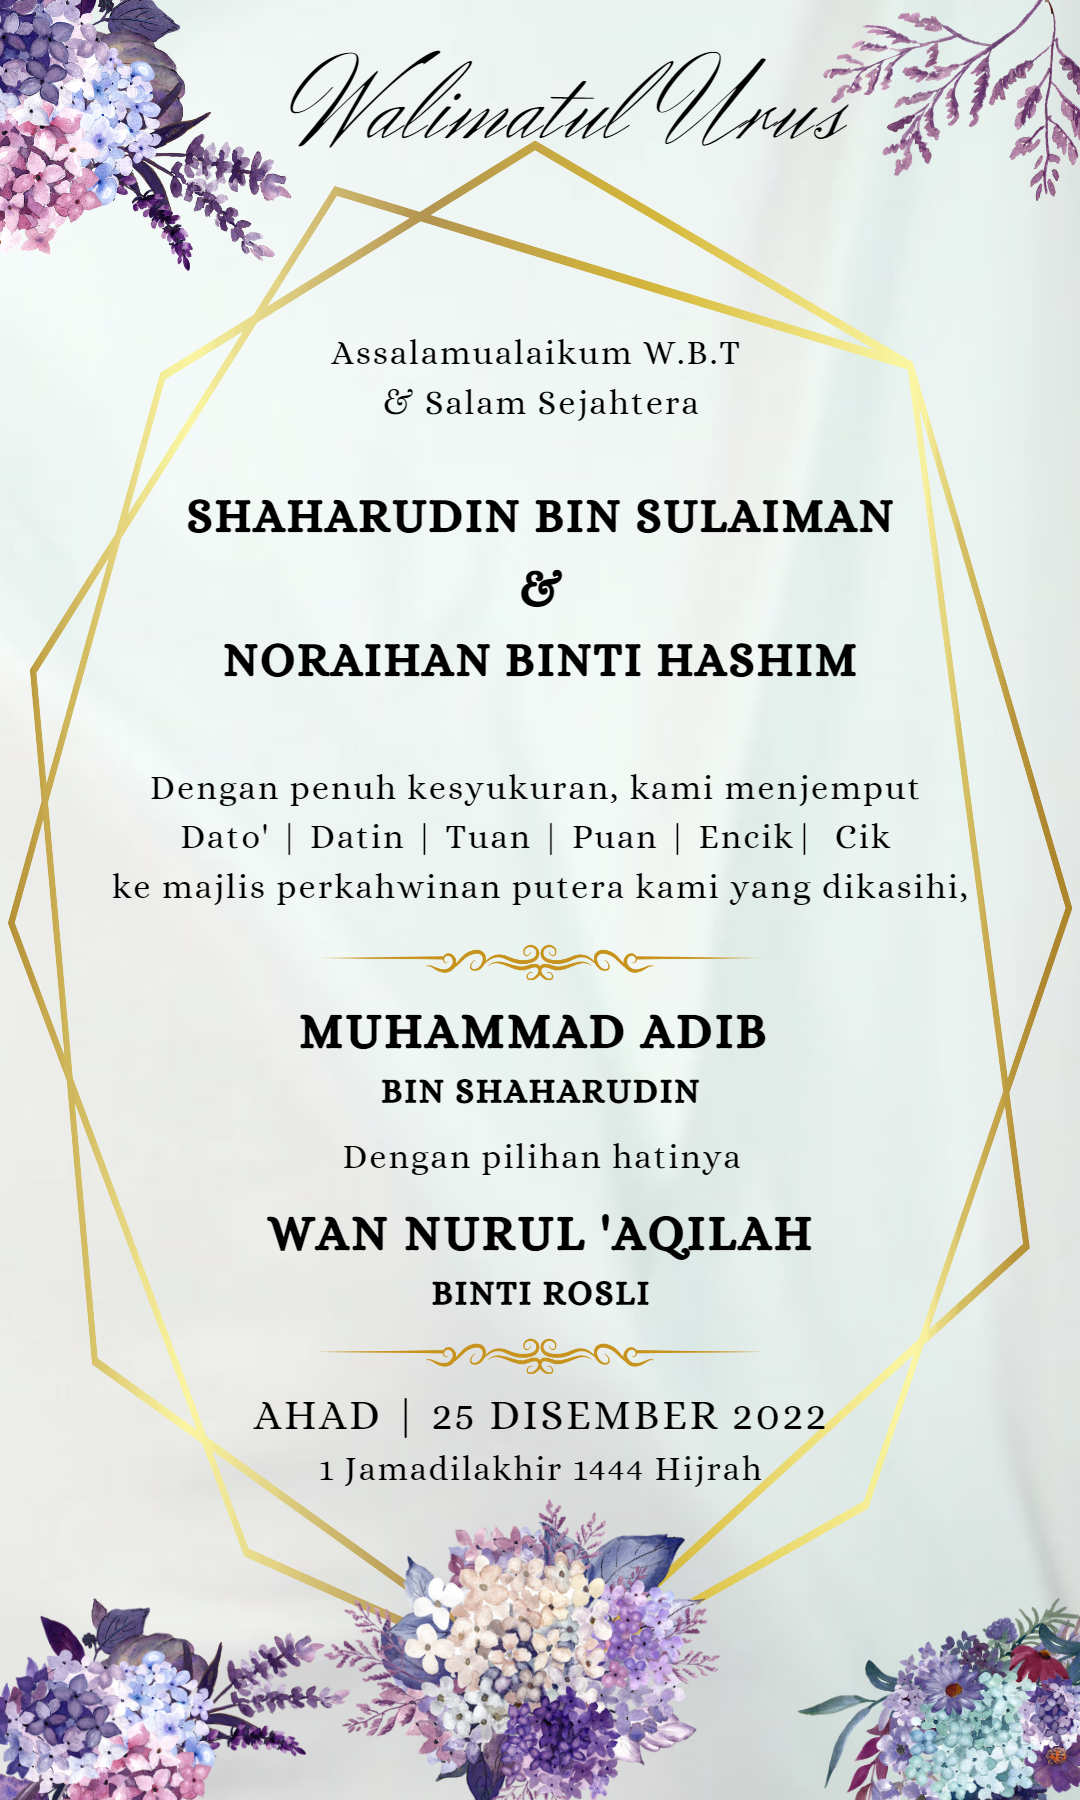 Walimatul Urus
Assalamualaikum W.B.T
& Salam Sejahtera
SHAHARUDIN BIN SULAIMAN
&
NORAIHAN BINTI HASHIM
Dengan penuh kesyukuran, kami menjemput
Dato' | Datin | Tuan | Puan | Encik| Cik
ke majlis perkahwinan putera kami yang dikasihi,
MUHAMMAD ADIB
BIN SHAHARUDIN
Dengan pilihan hatinya
WAN NURUL 'AQILAH
BINTI ROSLI
AHAD | 25 DISEMBER 2022
1 Jamadilakhir 1444 Hijrah